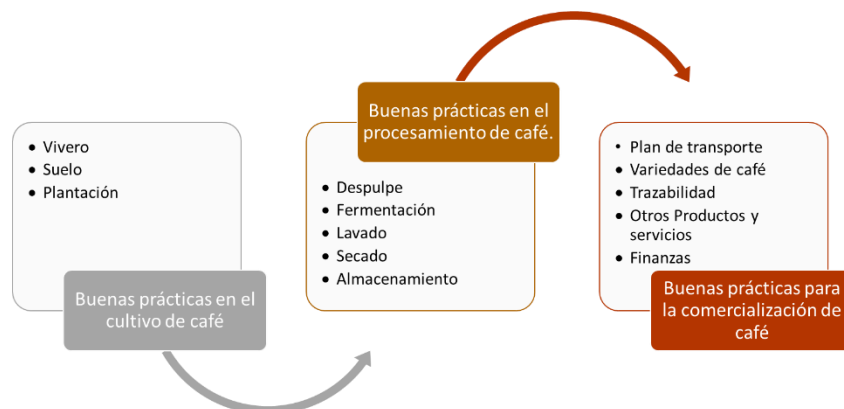 • Vivero
• Suelo
• Plantación
Buenas prácticas en el
cultivo de café
Buenas prácticas en el
procesamiento de café.
• Despulpe
• Fermentación
• Lavado
• Secado
• Almacenamiento
• Plan de transporte
• Variedades de café
• Trazabilidad
• Otros Productos y
servicios
• Finanzas
Buenas prácticas para
la comercialización de
café